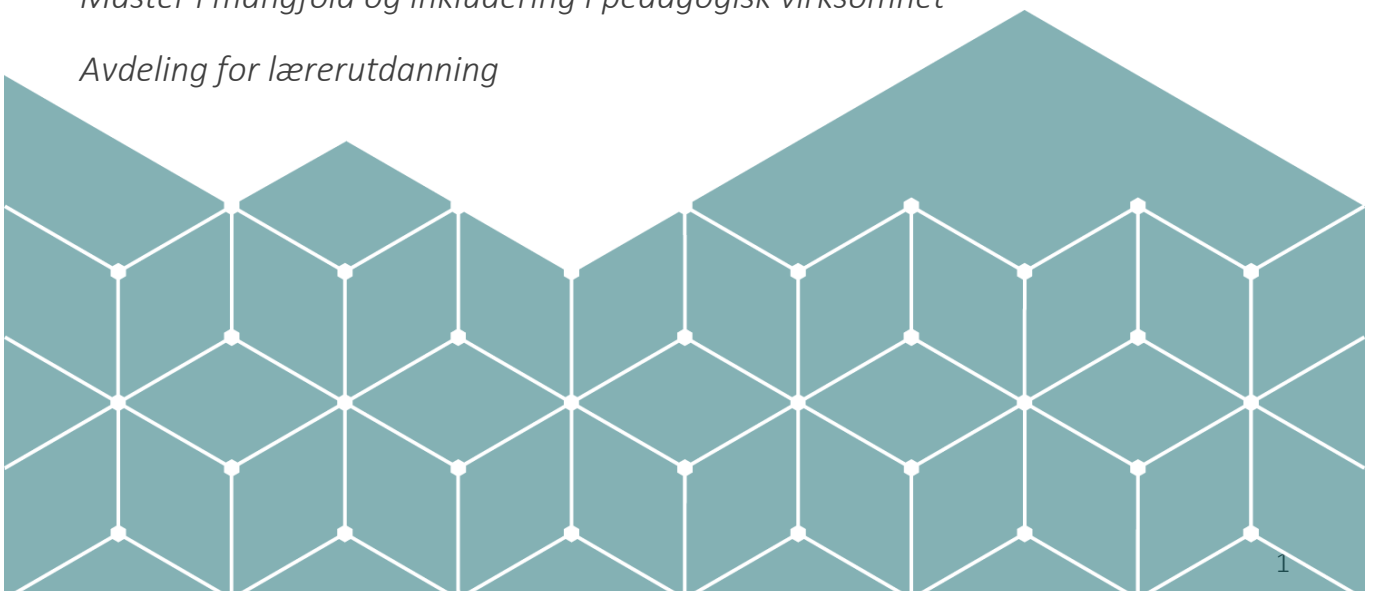 Master i mangfold og inkludering i pedagogisk virksomhet
Avdeling for lærerutdanning
1